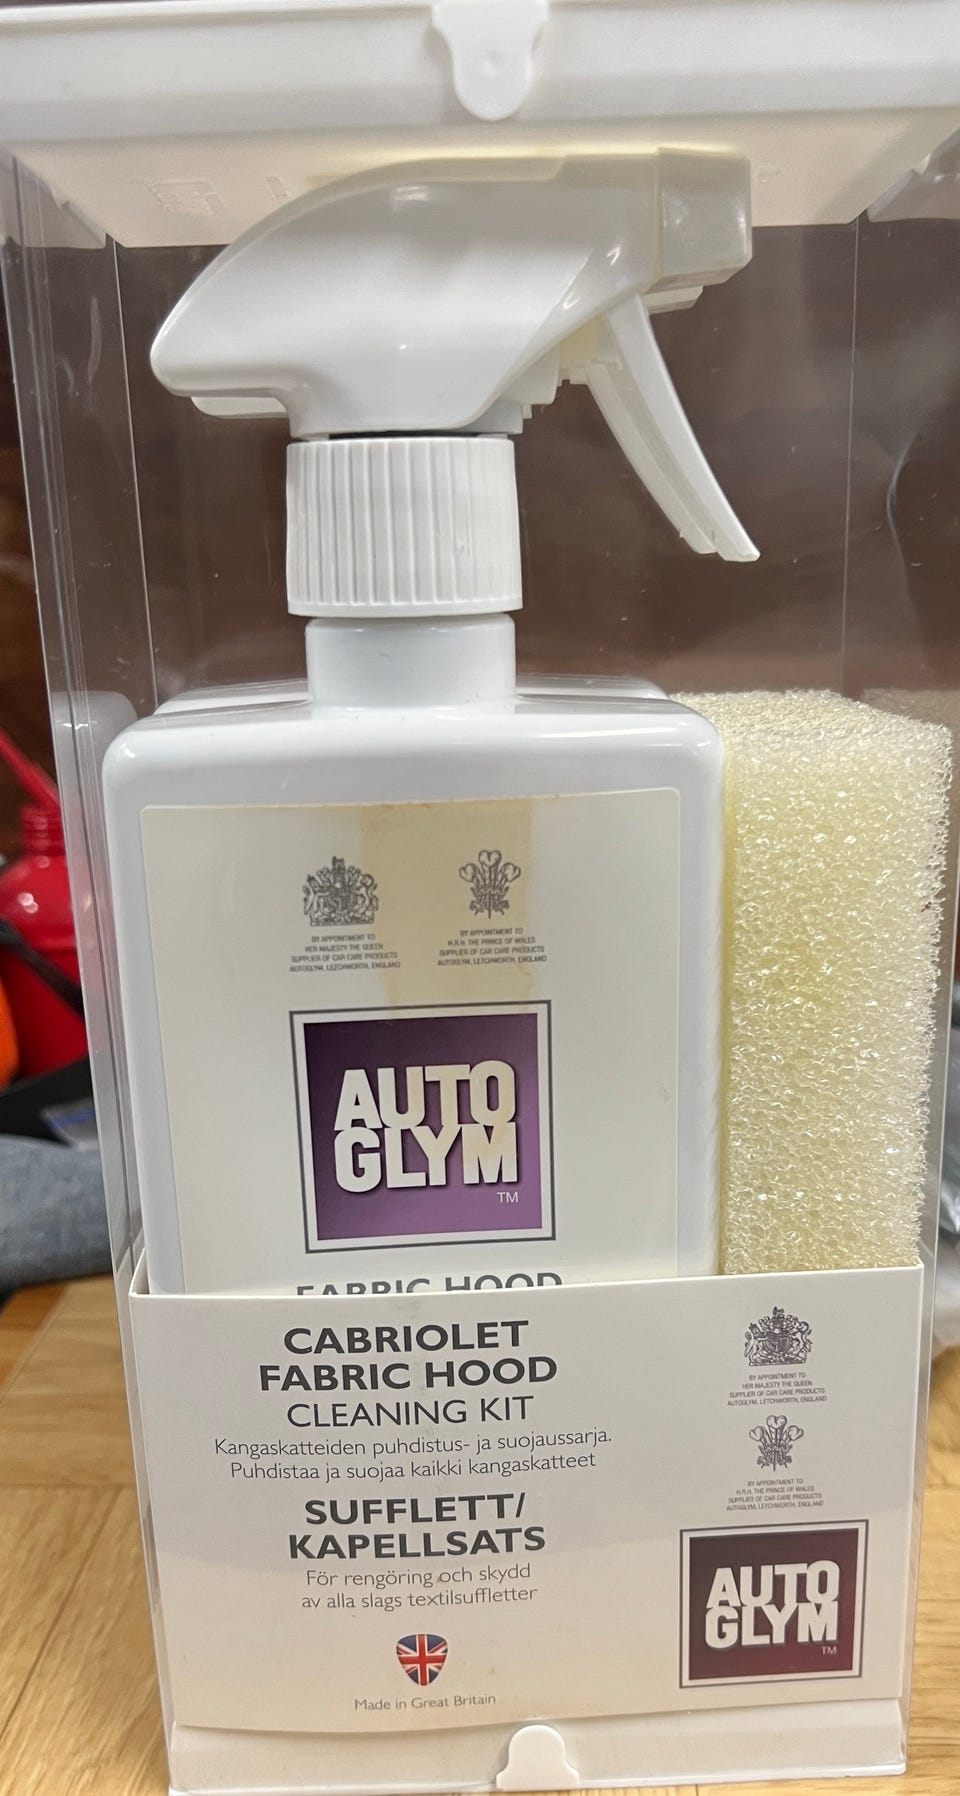 BY APPOINTMENT TO
HER MAJESTY THE QUEEN
SUPPLIER OF CAR CARE PRODUCTS
AUTOGLYM, LETCHWORTH, ENGLAND
BY APPOINTMENT TO
H.R.H. THE PRINCE OF WALES
SUPPLIER OF CAR CARE PRODUCTS
AUTOGLYM, LETCHWORTH, ENGLAND
AUTO
GLYM
TM
FABRIC HOOD
CABRIOLET
FABRIC HOOD
CLEANING KIT
Kangaskatteiden puhdistus- ja suojaussarja.
Puhdistaa ja suojaa kaikki kangaskatteet
SUFFLETT/
KAPELLSATS
För rengöring och skydd
av alla slags textilsuffletter
Made in Great Britain
BY APPOINTMENT TO
HER MAJESTY THE QUEEN
SUPPLIER OF CAR CARE PRODUCTS
AUTOGLYM, LETCHWORTH, ENGLAND
BY APPOINTMENT TO
H.R.H. THE PRINCE OF WALES
SUPPLIER OF CAR CARE PRODUCTS
AUTOGLYM, LETCHWORTH, ENGLAND
AUTO
GLYM
TM